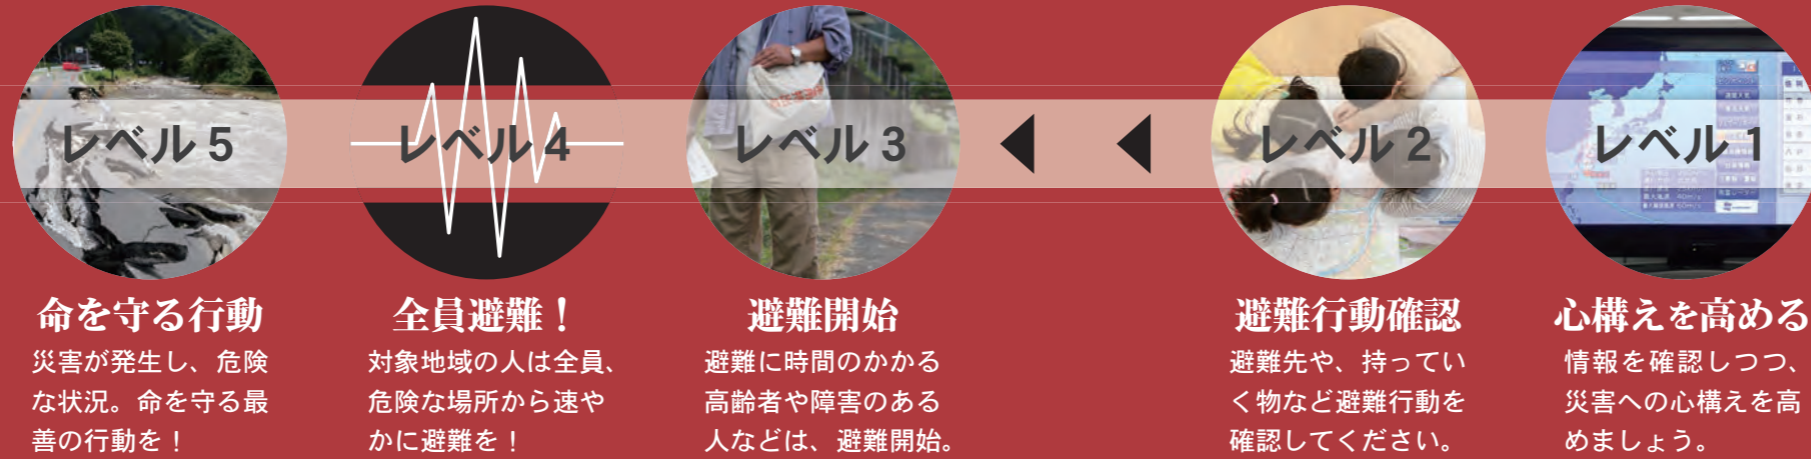 レベル 5
命を守る行動
災害が発生し、危険
な状況。命を守る最
善の行動を！
レベル 4
全員避難！
対象地域の人は全員、
危険な場所から速や
かに避難を！
レベル 3
避難開始
避難に時間のかかる
高齢者や障害のある
人などは、避難開始。
レベル 2
避難行動確認
避難先や、持ってい
く物など避難行動を
確認してください。
レベル 1
心構えを高める
情報を確認しつつ、
災害への心構えを高
めましょう。